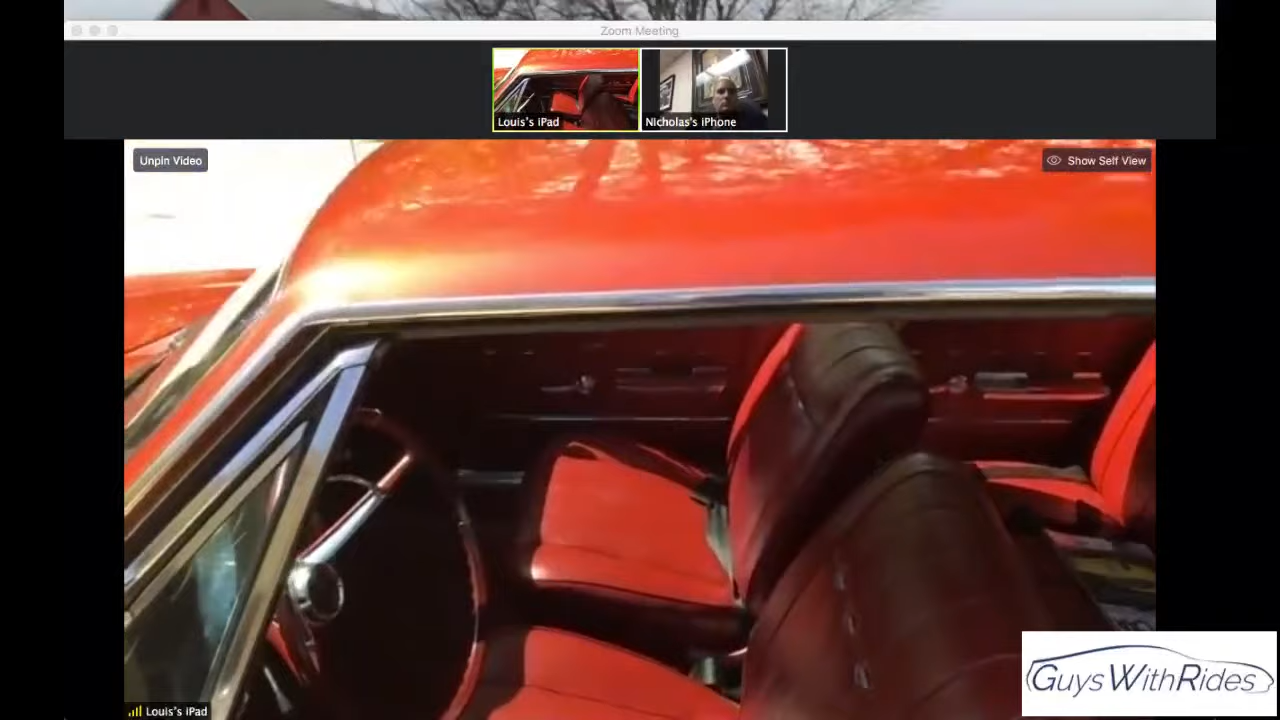 Zoom Meeting
Louis's iPad
Nicholas's iPhone
Unpin Video
Show Self View
Louis's iPad
GUYSWITHRIDES